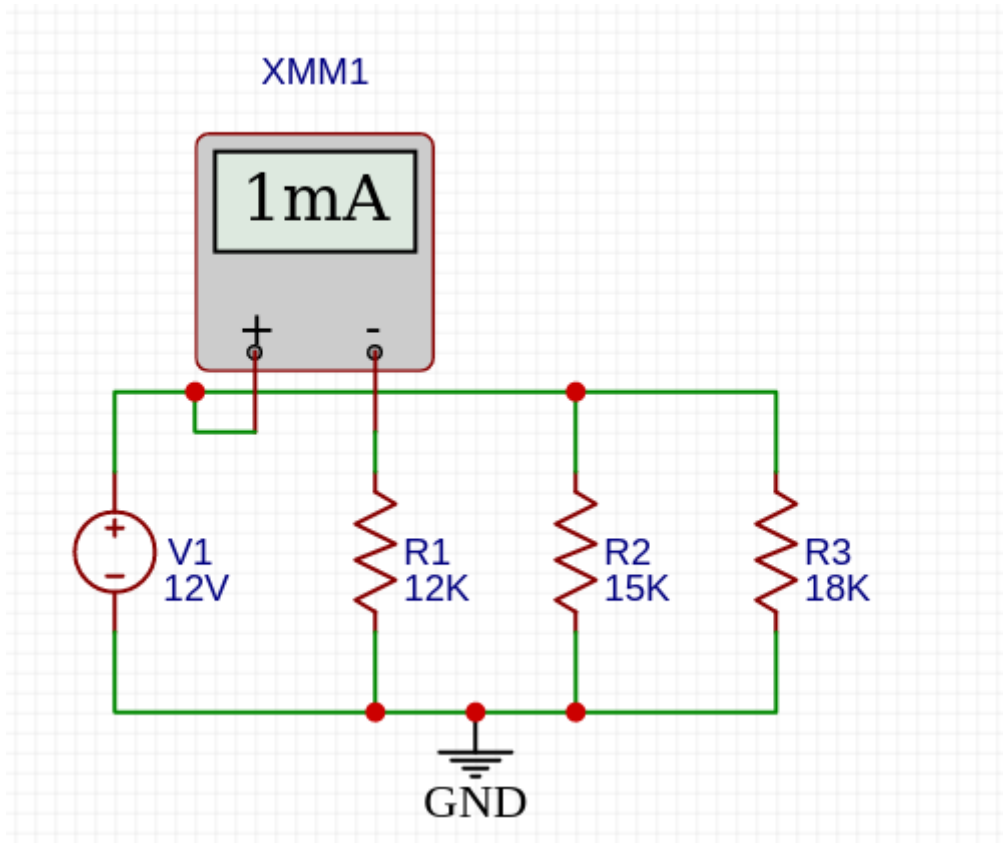 XMM1
1mA
+ -
+
-
V1
12V
R1
12K
R2
15K
R3
18K
GND